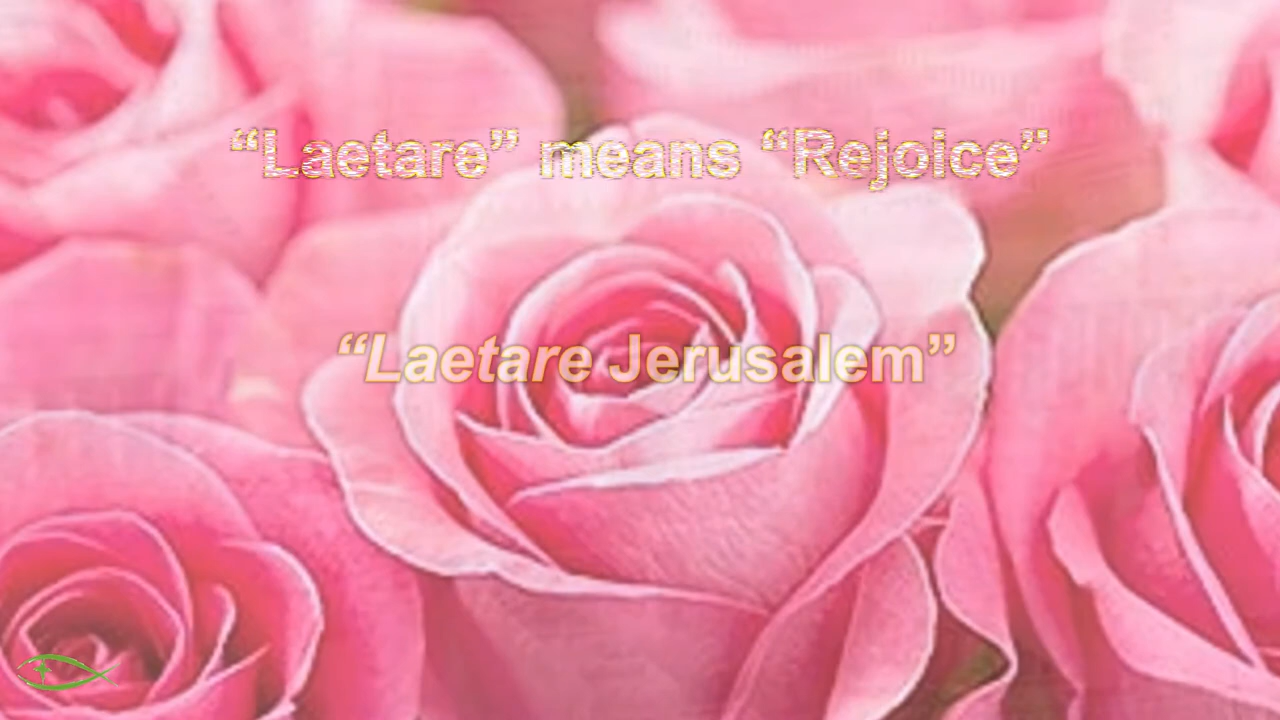 “Laetare” means “Rejoice”
“Laetare Jerusalem”